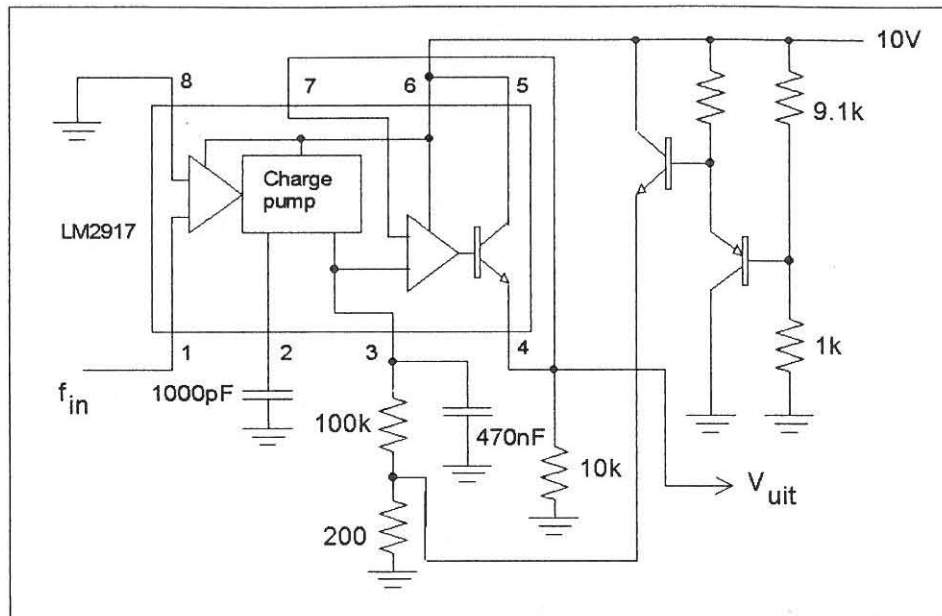 10V
8
7
6
5
9.1k
Charge
pump
LM2917
1
2
3
4
1k
f in
1000pF
100k
470nF
10k
V uit
200